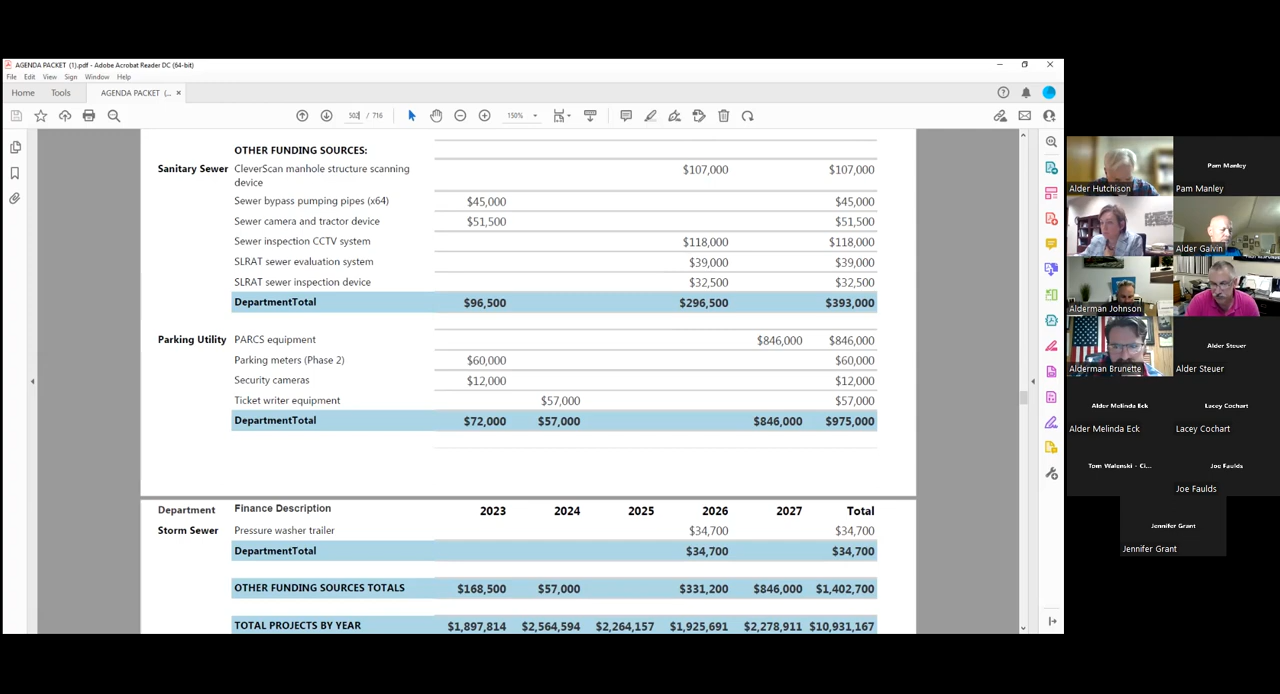 AGENDA PACKET (1).pdf - Adobe Acrobat Reader DC (64-bit)
File Edit View Sign Window Help
Home Tools AGENDA PACKET (... ×
502 / 716 150%
OTHER FUNDING SOURCES:
Sanitary Sewer CleverScan manhole structure scanning device $107,000 $107,000
Sewer bypass pumping pipes (x64) $45,000 $45,000
Sewer camera and tractor device $51,500 $51,500
Sewer inspection CCTV system $118,000 $118,000
SLRAT sewer evaluation system $39,000 $39,000
SLRAT sewer inspection device $32,500 $32,500
DepartmentTotal $96,500 $296,500 $393,000
Parking Utility PARCS equipment $846,000 $846,000
Parking meters (Phase 2) $60,000 $60,000
Security cameras $12,000 $12,000
Ticket writer equipment $57,000 $57,000
DepartmentTotal $72,000 $57,000 $846,000 $975,000
Department Finance Description 2023 2024 2025 2026 2027 Total
Storm Sewer Pressure washer trailer $34,700 $34,700
DepartmentTotal $34,700 $34,700
OTHER FUNDING SOURCES TOTALS $168,500 $57,000 $331,200 $846,000 $1,402,700
TOTAL PROJECTS BY YEAR $1,897,814 $2,564,594 $2,264,157 $1,925,691 $2,278,911 $10,931,167
Alder Hutchison
Pam Manley
Pam Manley
Alder Galvin
Alderman Johnson
Alderman Brunette
Alder Steuer
Alder Steuer
Alder Melinda Eck
Alder Melinda Eck
Lacey Cochart
Lacey Cochart
Tom Walenski - Ci...
Joe Faulds
Joe Faulds
Jennifer Grant
Jennifer Grant